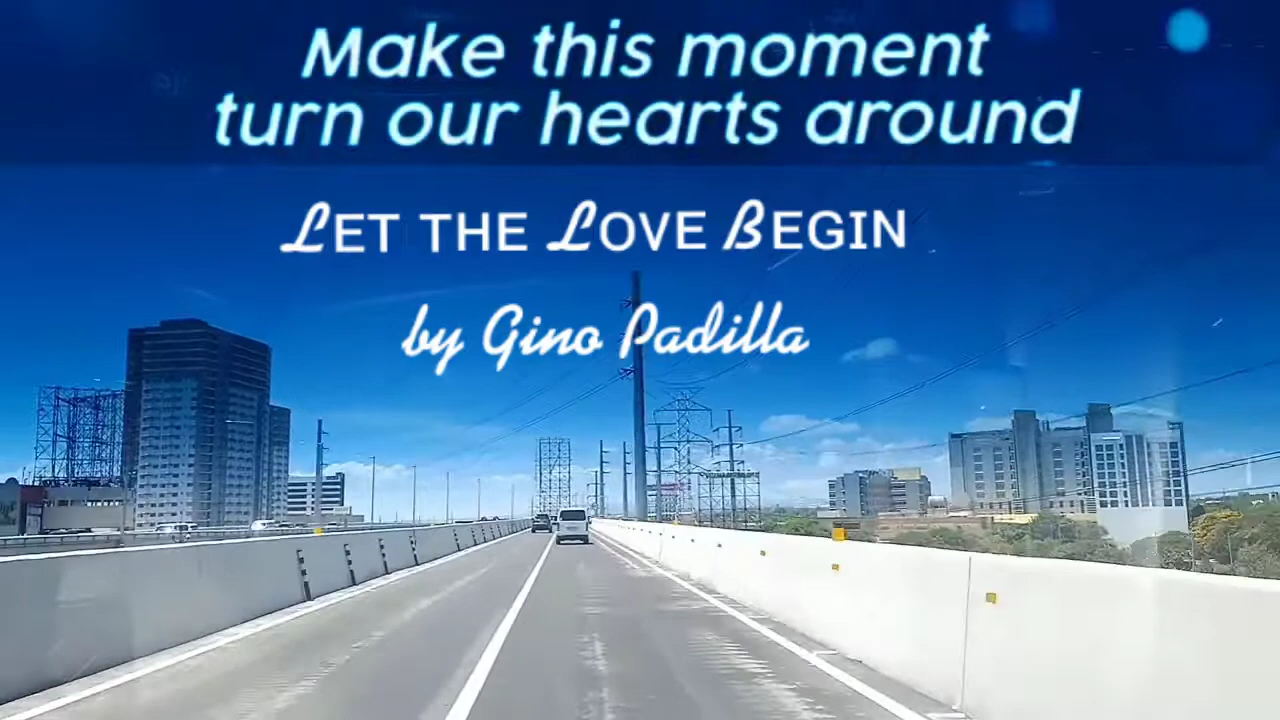 Make this moment
turn our hearts around
LET THE LOVE BEGIN
by Gino Padilla